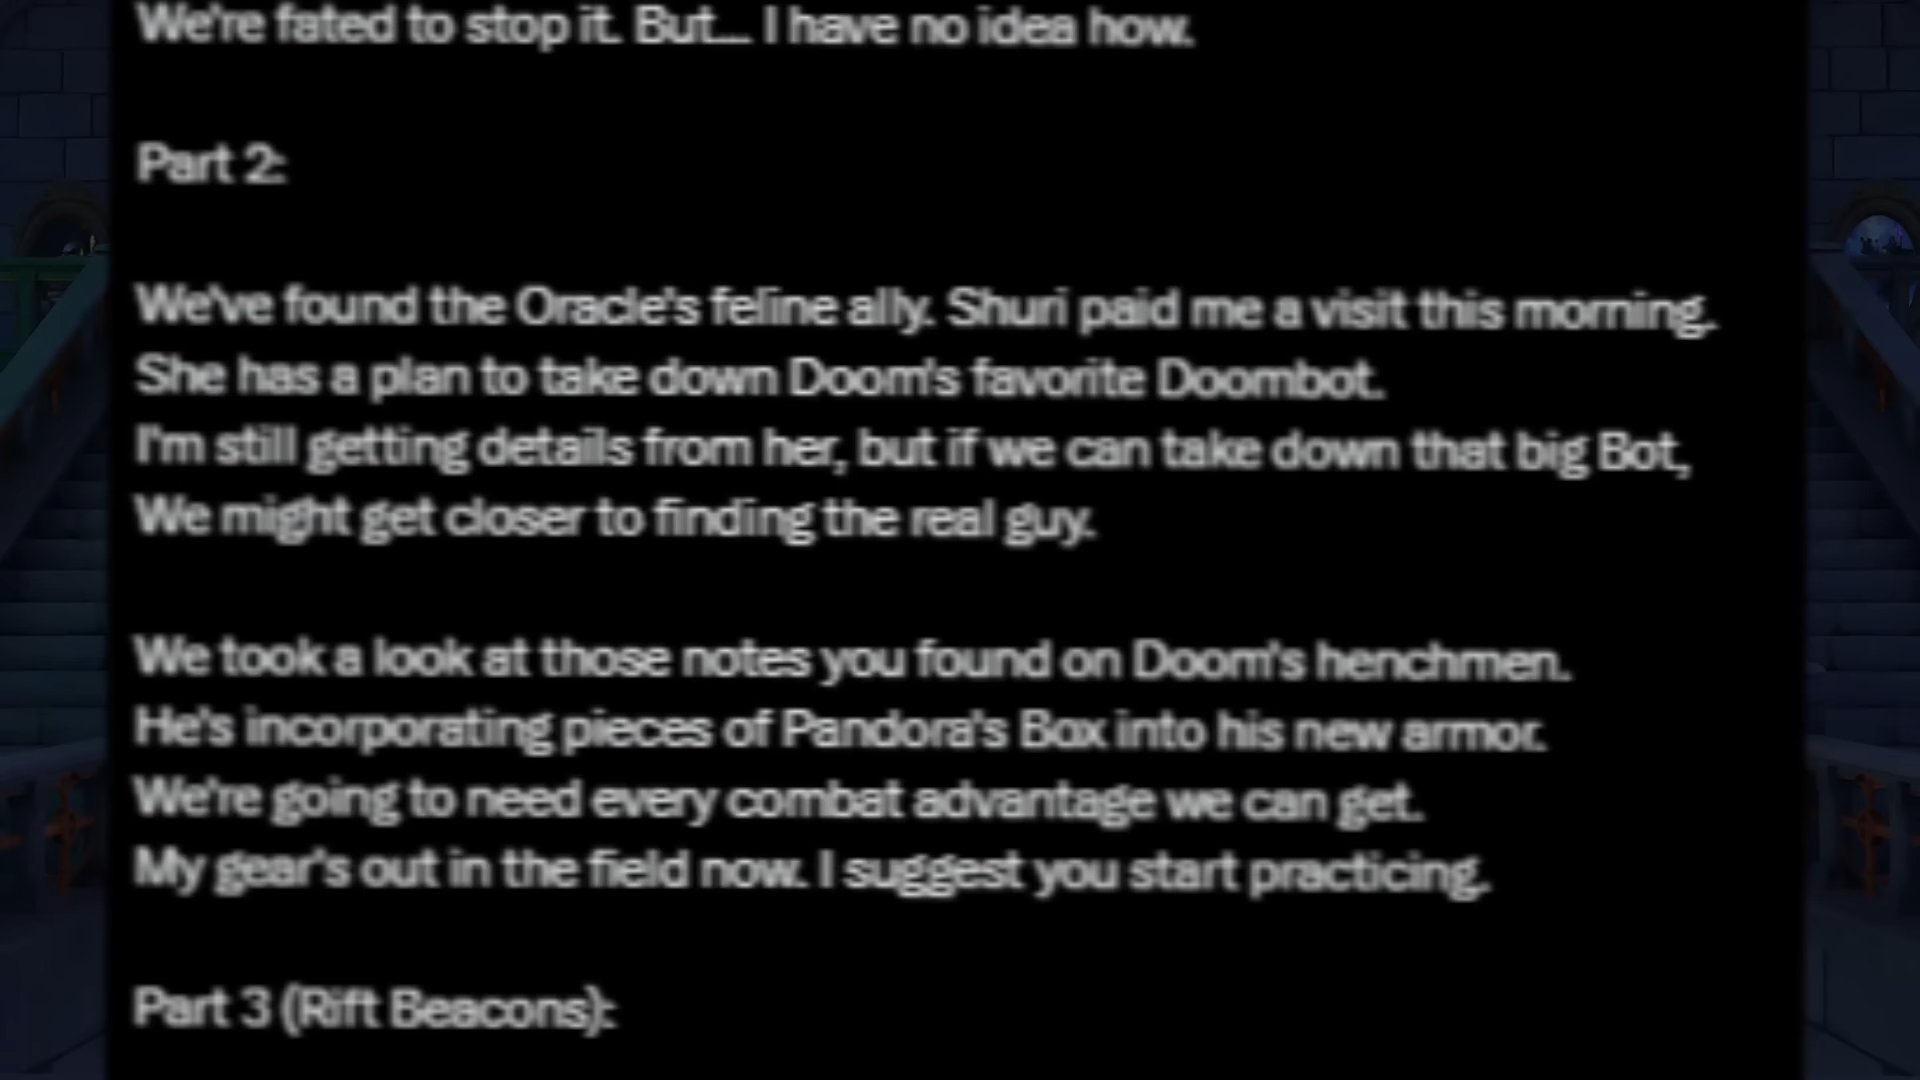 We're fated to stop it. But.... I have no idea how.
Part 2:
We've found the Oracle's feline ally. Shuri paid me a visit this morning.
She has a plan to take down Doom's favorite Doombot.
I'm still getting details from her, but if we can take down that big Bot,
We might get closer to finding the real guy.
We took a look at those notes you found on Doom's henchmen.
He's incorporating pieces of Pandora's Box into his new armor.
We're going to need every combat advantage we can get.
My gear's out in the field now. I suggest you start practicing.
Part 3 (Rift Beacons):